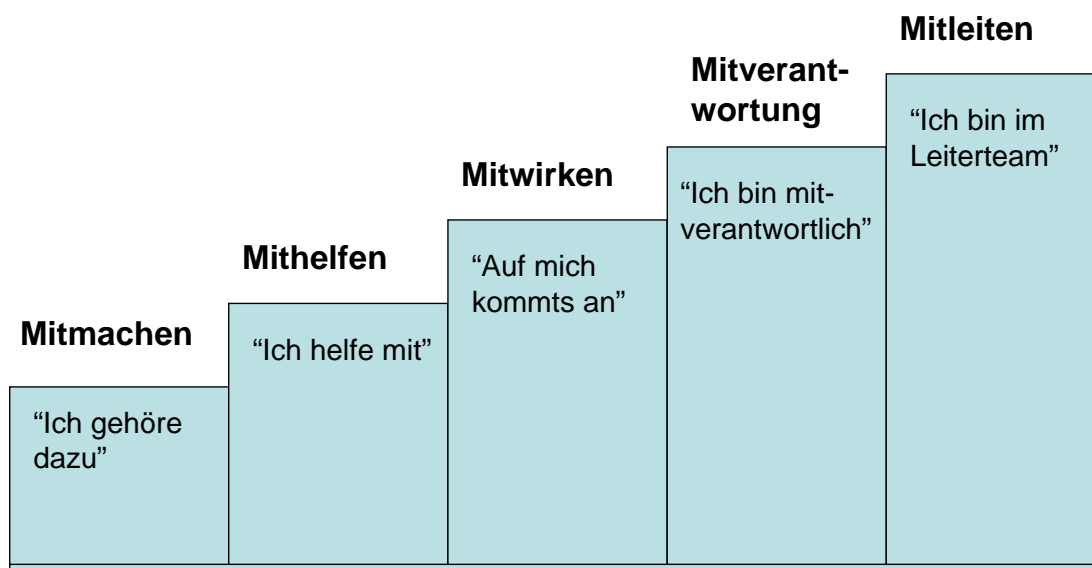 Mitmachen
“Ich gehöre
dazu”
Mithelfen
“Ich helfe mit”
Mitwirken
“Auf mich
kommts an”
Mitverant-
wortung
“Ich bin mit-
verantwortlich”
Mitleiten
“Ich bin im
Leiterteam”